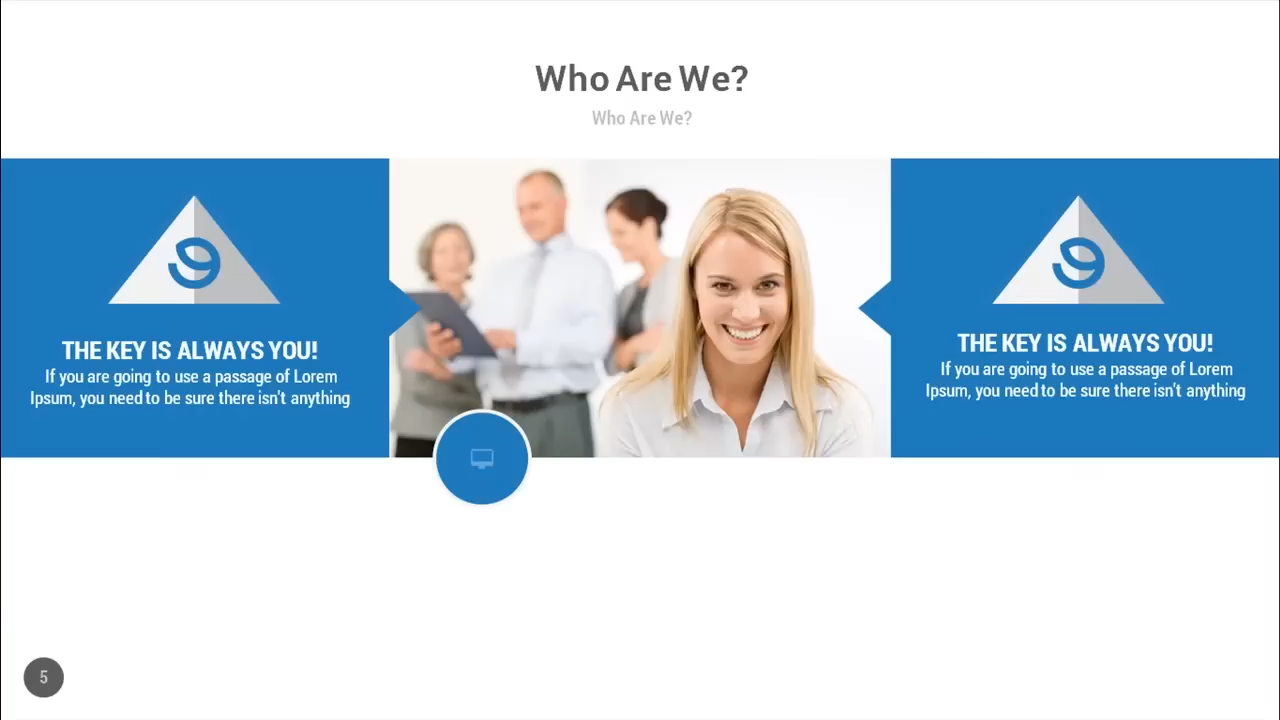 Who Are We?
Who Are We?
THE KEY IS ALWAYS YOU!
If you are going to use a passage of Lorem
Ipsum, you need to be sure there isn't anything
THE KEY IS ALWAYS YOU!
If you are going to use a passage of Lorem
Ipsum, you need to be sure there isn't anything
5